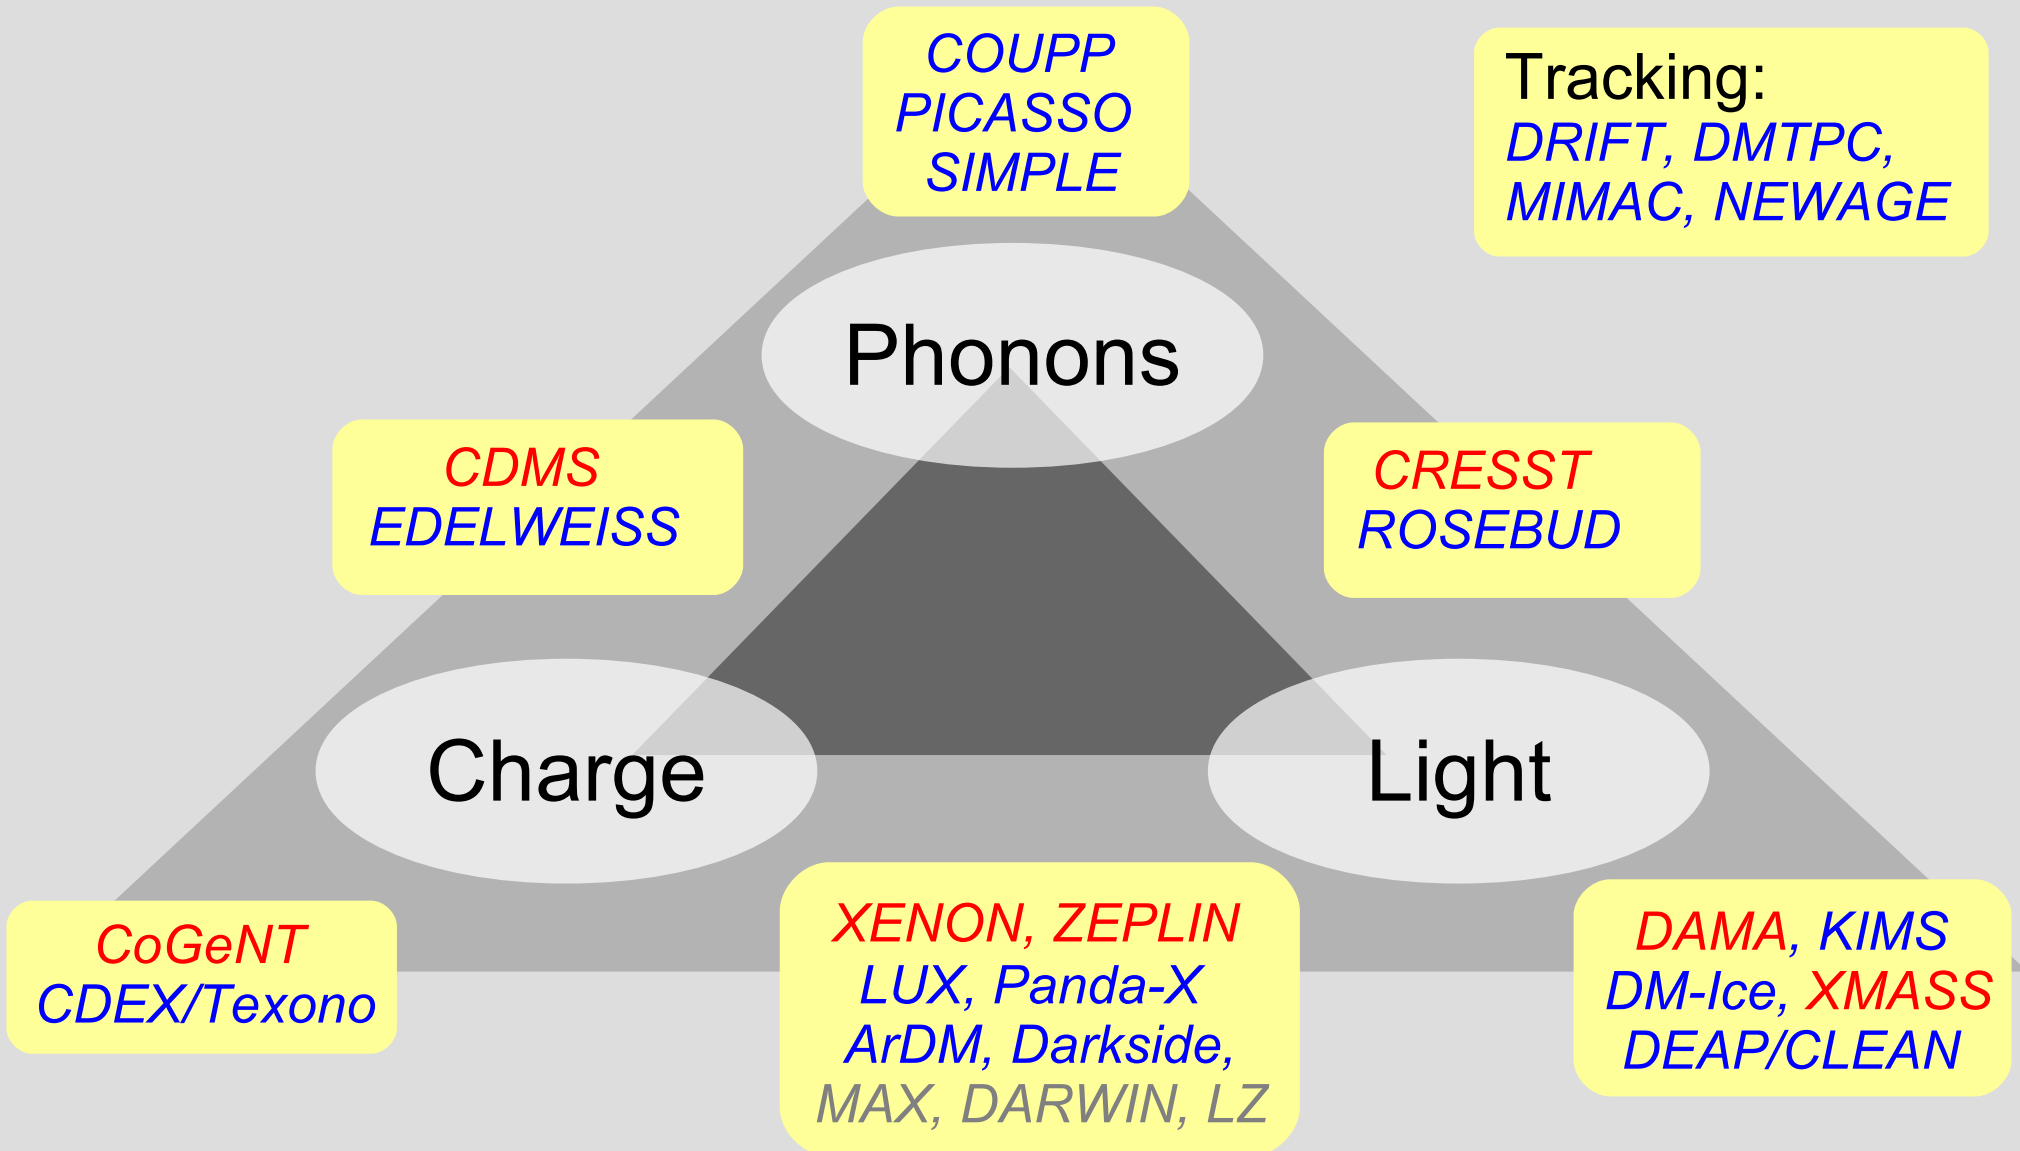 COUPP
PICASSO
SIMPLE
Tracking:
DRIFT, DMTPC,
MIMAC, NEWAGE
Phonons
CDMS
EDELWEISS
CRESST
ROSEBUD
Charge
Light
CoGeNT
CDEX/Texono
XENON, ZEPLIN
LUX, Panda-X
ArDM, Darkside,
MAX, DARWIN, LZ
DAMA, KIMS
DM-Ice, XMASS
DEAP/CLEAN